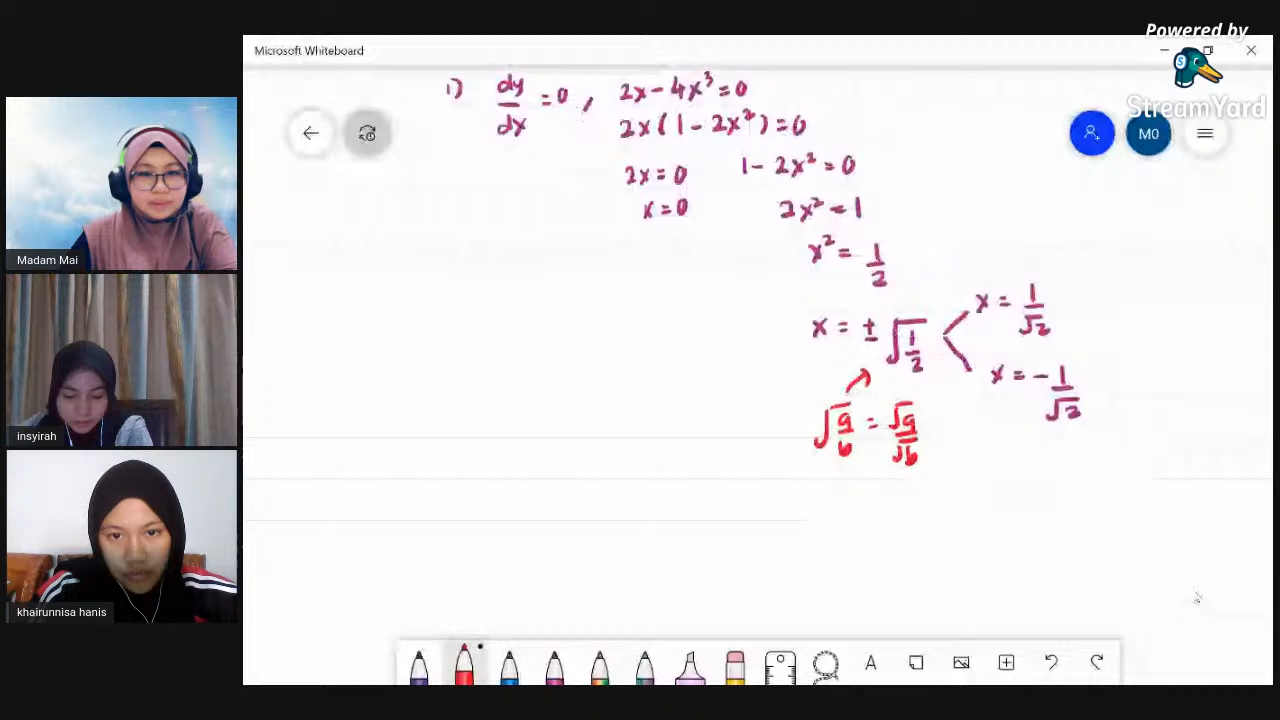 Powered by
StreamYard
Microsoft Whiteboard
M0
Madam Mai
insyirah
khairunnisa hanis
1) dy/dx = 0 , 2x - 4x³ = 0
2x ( 1 - 2x² ) = 0
2x = 0 1 - 2x² = 0
x = 0 2x² = 1
x² = 1/2
x = ± √(1/2) < x = 1/√2
x = - 1/√2
√(a/b) = √a/√b
A